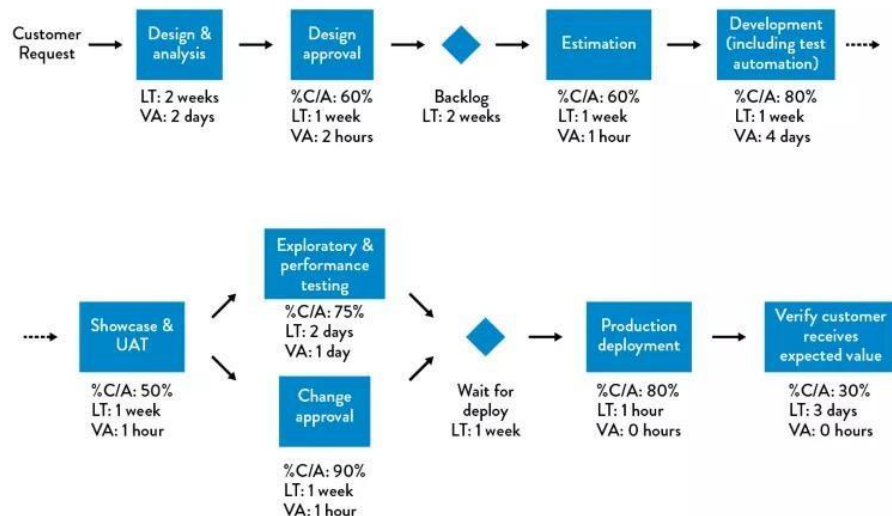 Customer
Request
Design &
analysis
LT: 2 weeks
VA: 2 days
Design
approval
%C/A: 60%
LT: 1 week
VA: 2 hours
Backlog
LT: 2 weeks
Estimation
%C/A: 60%
LT: 1 week
VA: 1 hour
Development
(including test
automation)
%C/A: 80%
LT: 1 week
VA: 4 days
Showcase &
UAT
%C/A: 50%
LT: 1 week
VA: 1 hour
Exploratory &
performance
testing
%C/A: 75%
LT: 2 days
VA: 1 day
Change
approval
%C/A: 90%
LT: 1 week
VA: 1 hour
Wait for
deploy
LT: 1 week
Production
deployment
%C/A: 80%
LT: 1 hour
VA: 0 hours
Verify customer
receives
expected value
%C/A: 30%
LT: 3 days
VA: 0 hours